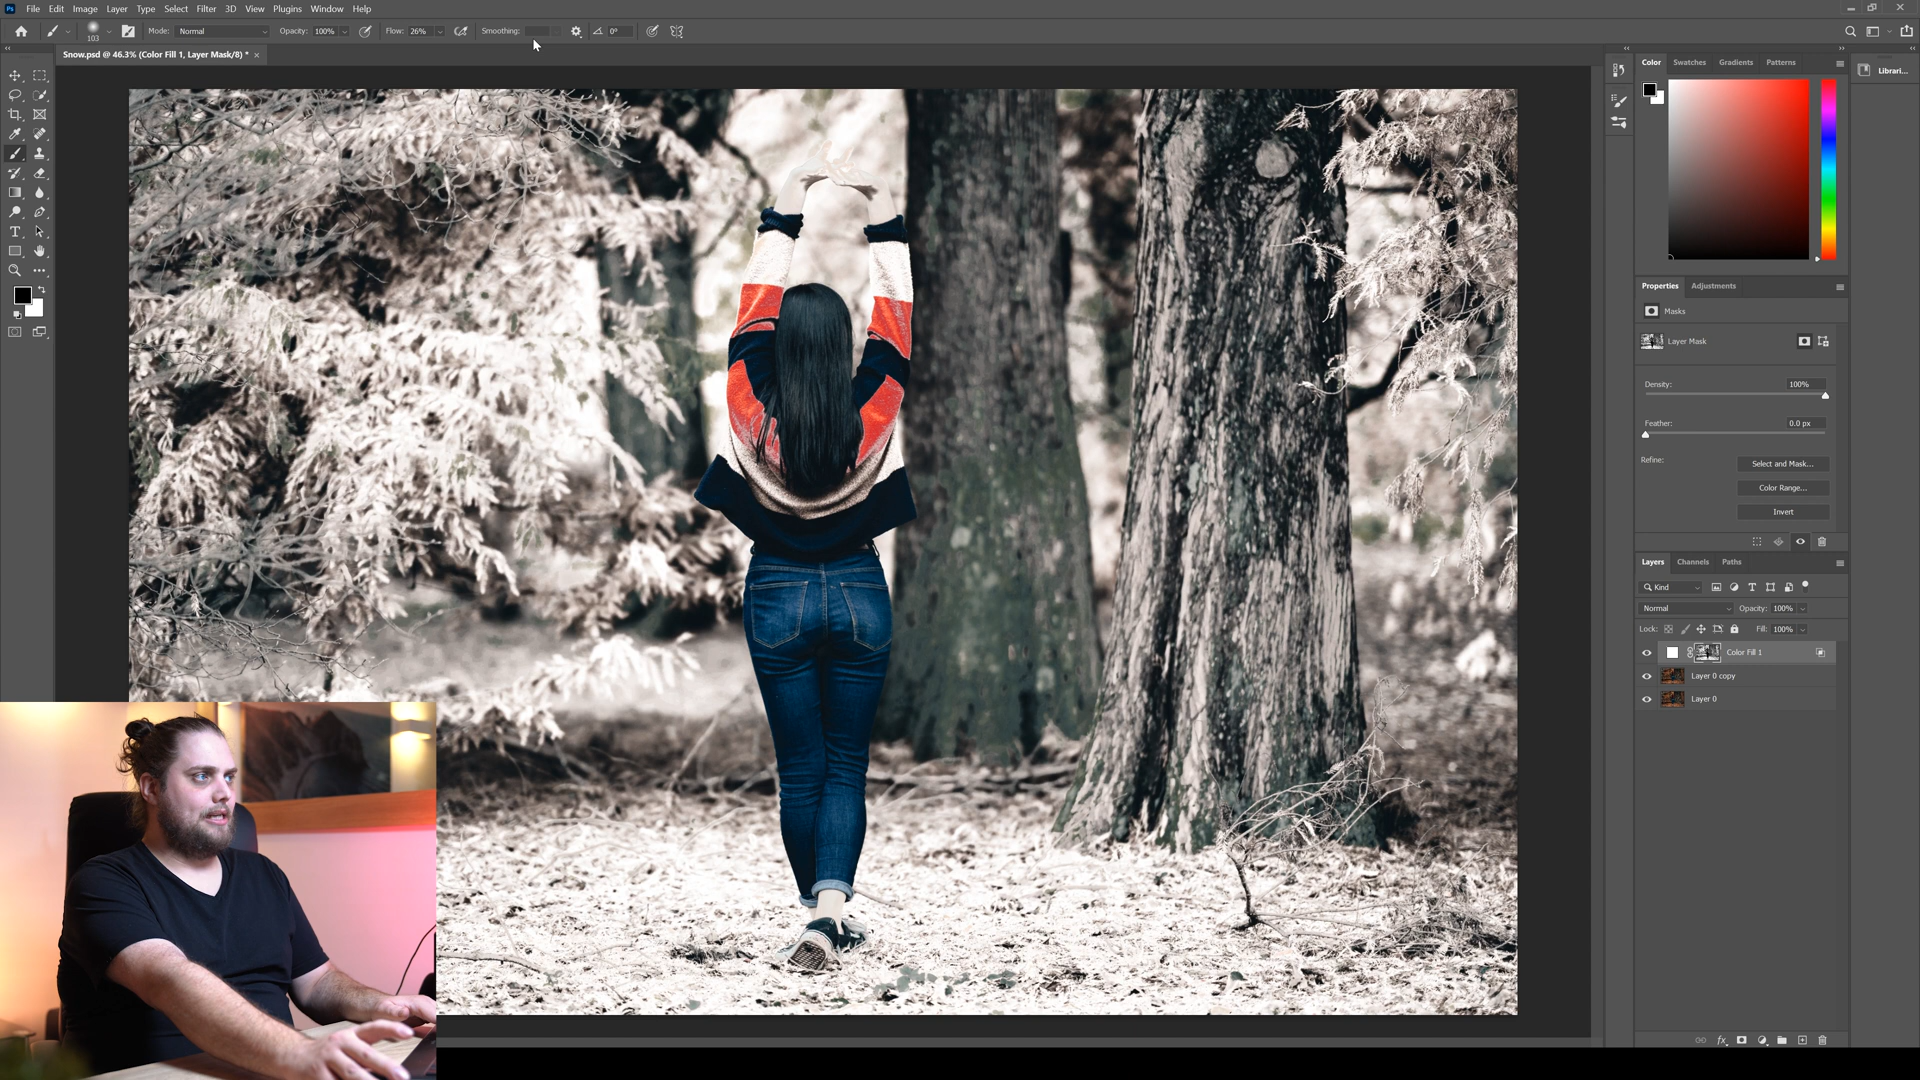 Ps File Edit Image Layer Type Select Filter 3D View Plugins Window Help
103 Mode: Normal Opacity: 100% Flow: 26% Smoothing: 0°
Snow.psd @ 46.3% (Color Fill 1, Layer Mask/8) * ×
Color Swatches Gradients Patterns
Librari...
Properties Adjustments
Masks
Layer Mask
Density: 100%
Feather: 0.0 px
Refine: Select and Mask...
Color Range...
Invert
Layers Channels Paths
Kind
Normal Opacity: 100%
Lock: Fill: 100%
Color Fill 1
Layer 0 copy
Layer 0
fx